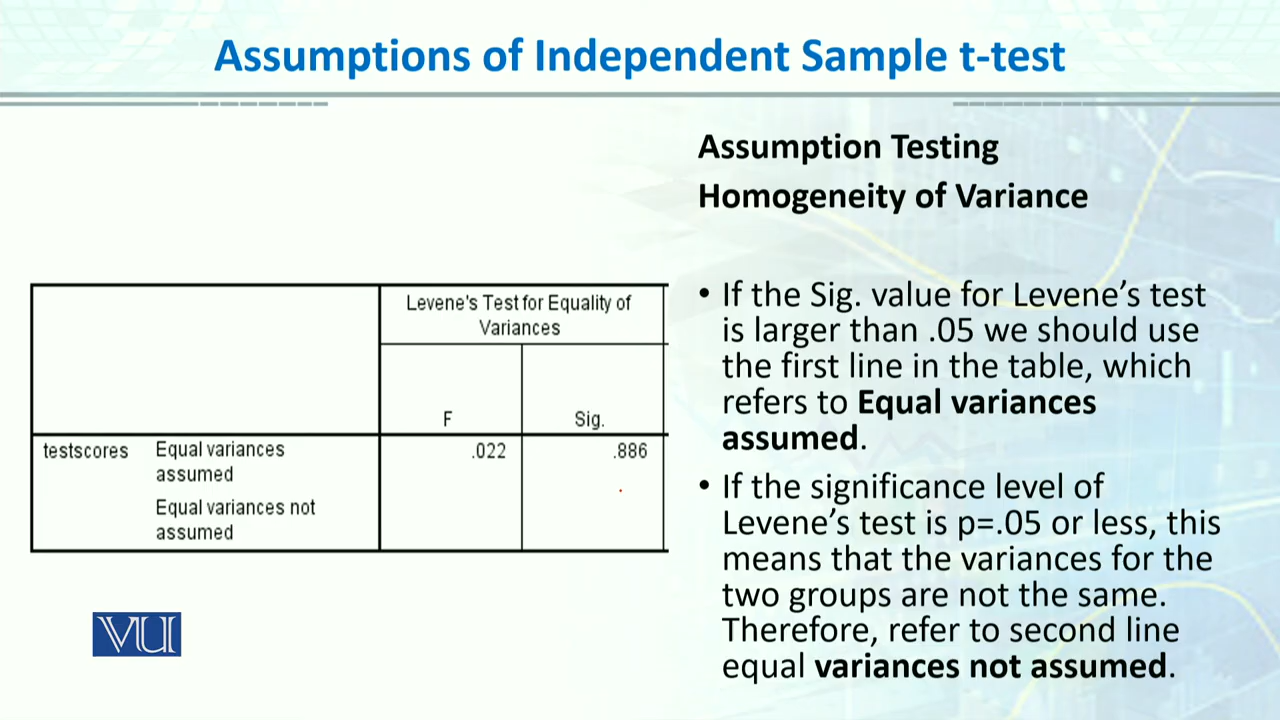 Assumptions of Independent Sample t-test
Assumption Testing
Homogeneity of Variance
Levene's Test for Equality of
Variances
F
Sig.
testscores
Equal variances
assumed
.022
.886
Equal variances not
assumed
• If the Sig. value for Levene’s test
is larger than .05 we should use
the first line in the table, which
refers to Equal variances
assumed.
• If the significance level of
Levene’s test is p=.05 or less, this
means that the variances for the
two groups are not the same.
Therefore, refer to second line
equal variances not assumed.
VU